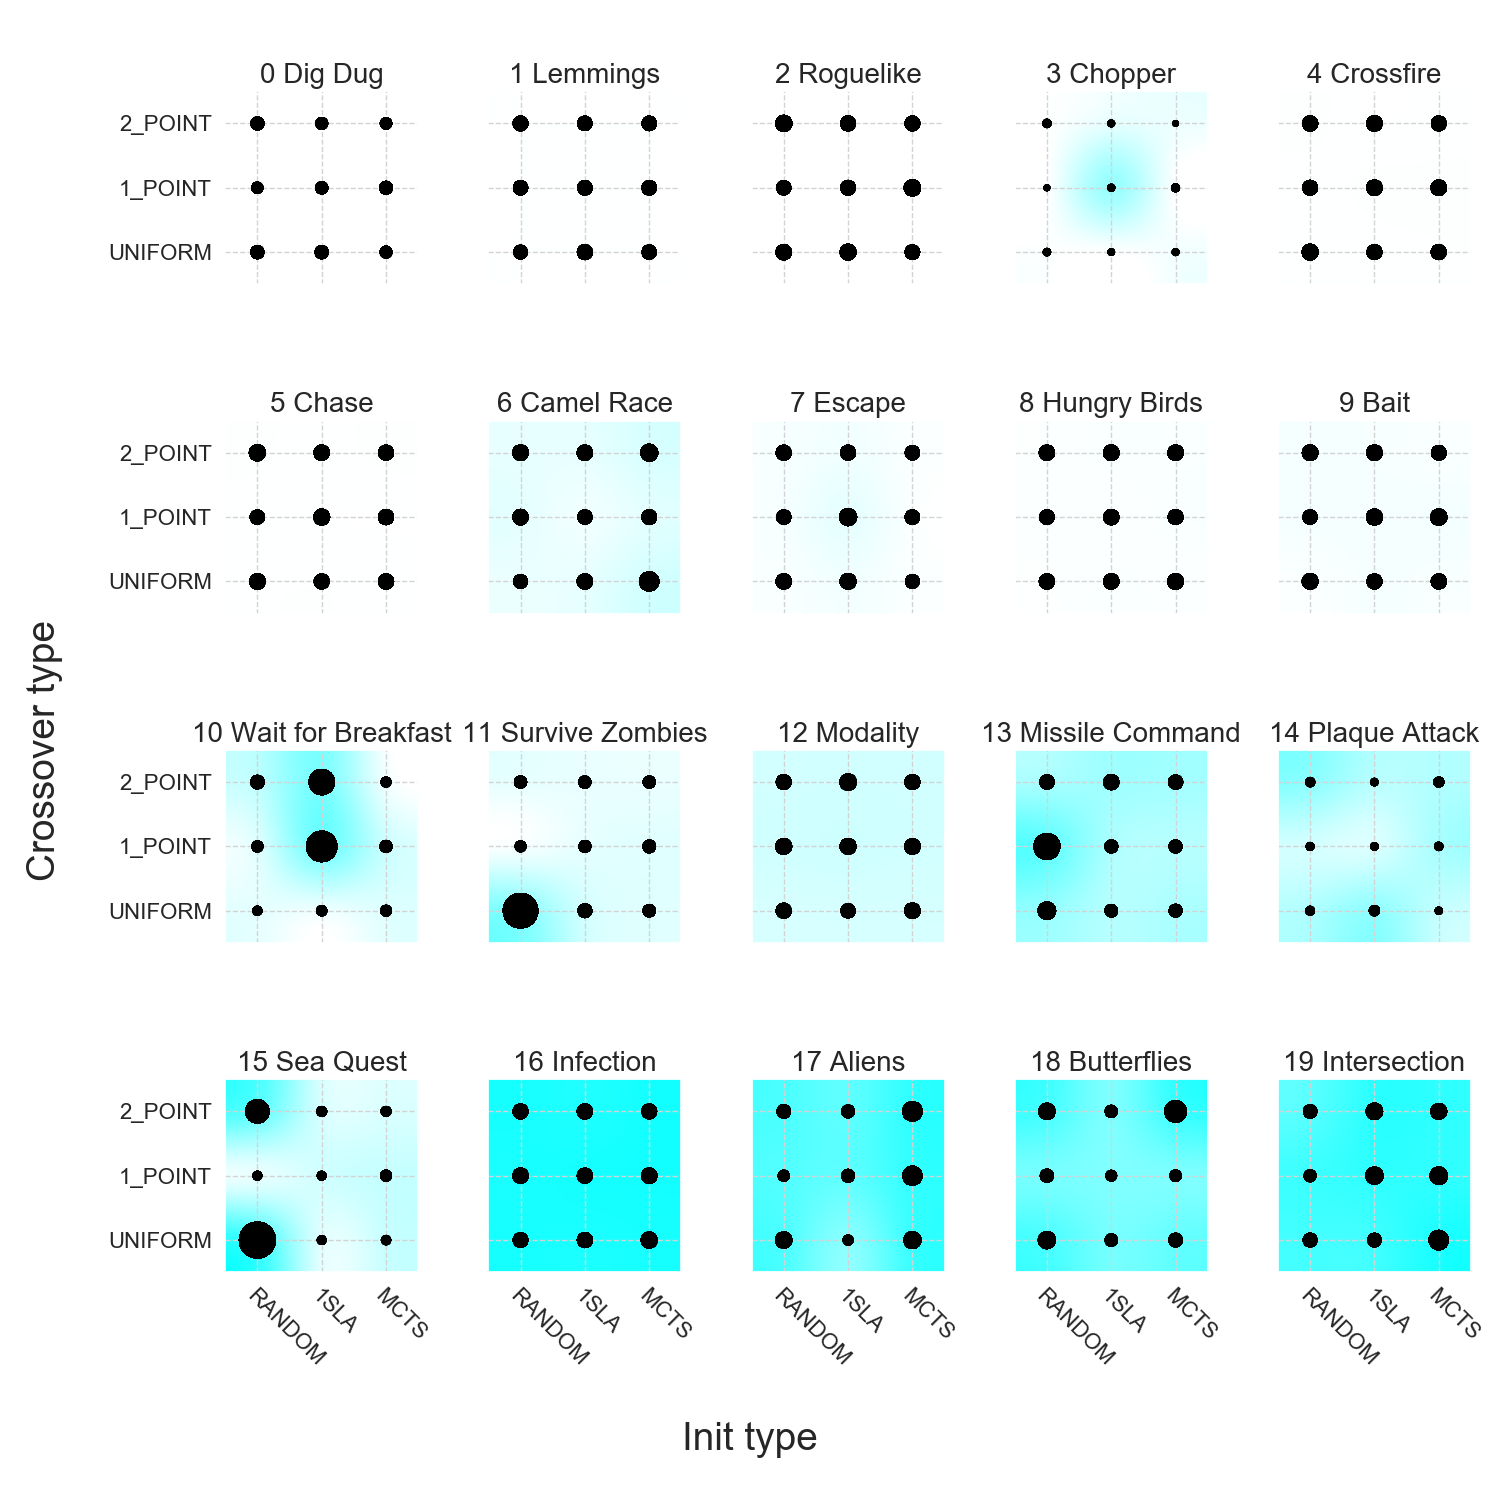 0 Dig Dug
1 Lemmings
2 Roguelike
3 Chopper
4 Crossfire
2_POINT
1_POINT
UNIFORM
5 Chase
6 Camel Race
7 Escape
8 Hungry Birds
9 Bait
2_POINT
1_POINT
UNIFORM
Crossover type
10 Wait for Breakfast
11 Survive Zombies
12 Modality
13 Missile Command
14 Plaque Attack
2_POINT
1_POINT
UNIFORM
15 Sea Quest
16 Infection
17 Aliens
18 Butterflies
19 Intersection
2_POINT
1_POINT
UNIFORM
RANDOM
1SLA
MCTS
RANDOM
1SLA
MCTS
RANDOM
1SLA
MCTS
RANDOM
1SLA
MCTS
RANDOM
1SLA
MCTS
Init type